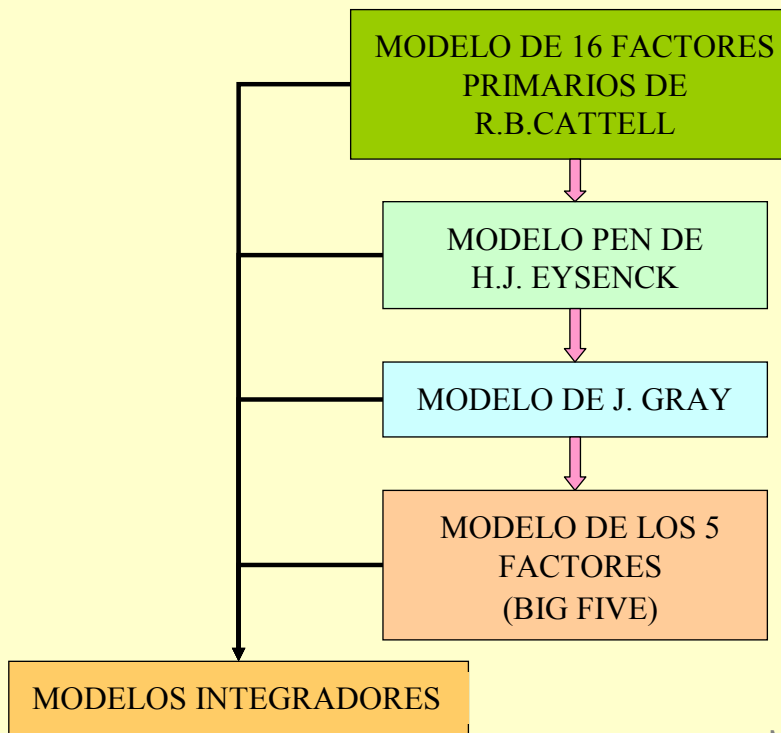 MODELO DE 16 FACTORES
PRIMARIOS DE
R.B.CATTELL
MODELO PEN DE
H.J. EYSENCK
MODELO DE J. GRAY
MODELO DE LOS 5
FACTORES
(BIG FIVE)
MODELOS INTEGRADORES